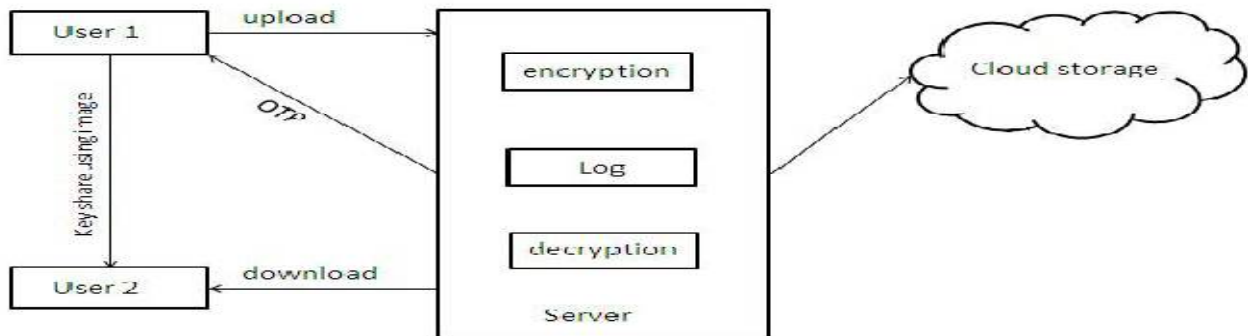 User 1
upload
encryption
Cloud storage
OTP
Log
Key share using image
decryption
User 2
download
Server